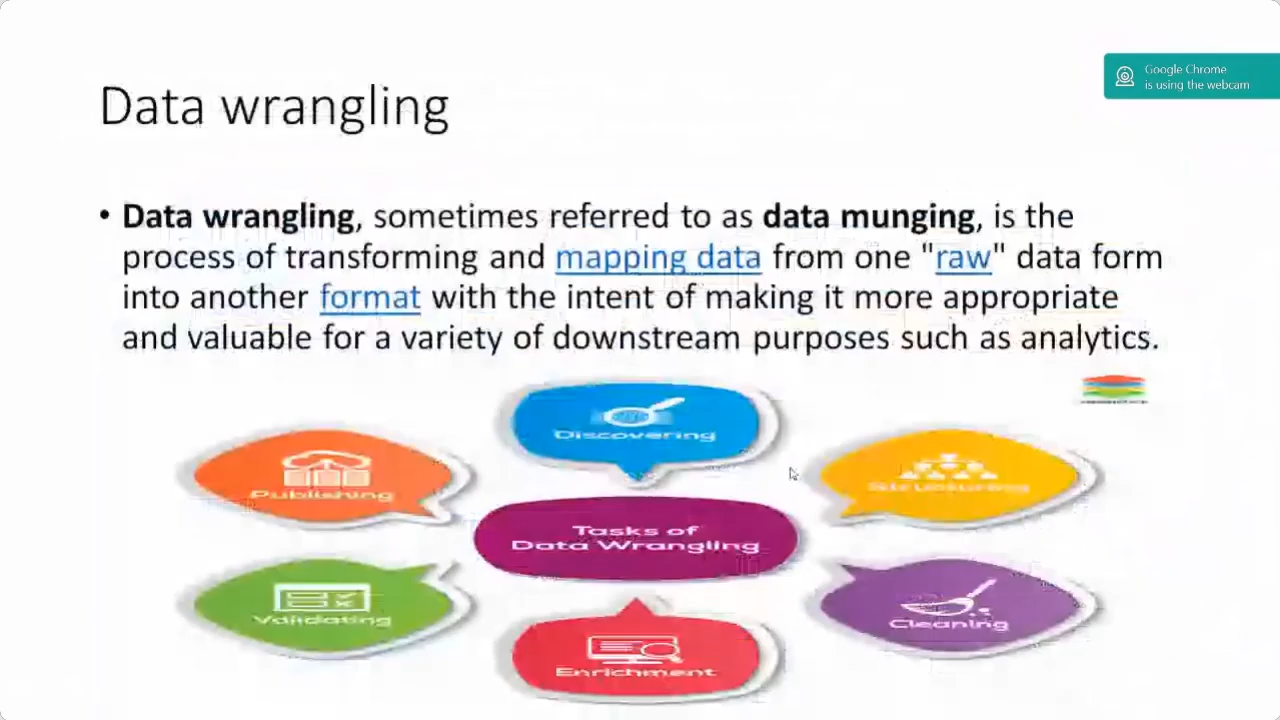 Google Chrome
is using the webcam
Data wrangling
• Data wrangling, sometimes referred to as data munging, is the
process of transforming and mapping data from one "raw" data form
into another format with the intent of making it more appropriate
and valuable for a variety of downstream purposes such as analytics.
Discovering
Publishing
Structuring
Tasks of
Data Wrangling
Validating
Cleaning
Enrichment